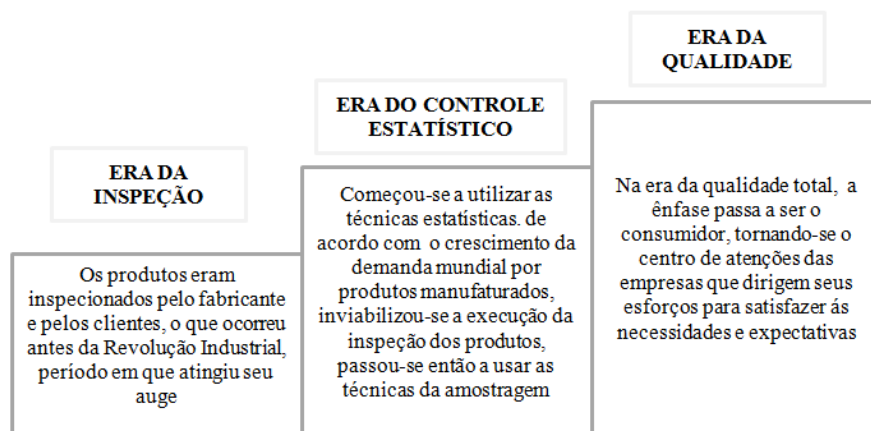 ERA DA
INSPEÇÃO
Os produtos eram
inspecionados pelo fabricante
e pelos clientes, o que ocorreu
antes da Revolução Industrial,
período em que atingiu seu
auge
ERA DO CONTROLE
ESTATÍSTICO
Começou-se a utilizar as
técnicas estatísticas. de
acordo com o crescimento da
demanda mundial por
produtos manufaturados,
inviabilizou-se a execução da
inspeção dos produtos,
passou-se então a usar as
técnicas da amostragem
ERA DA
QUALIDADE
Na era da qualidade total, a
ênfase passa a ser o
consumidor, tornando-se o
centro de atenções das
empresas que dirigem seus
esforços para satisfazer ás
necessidades e expectativas